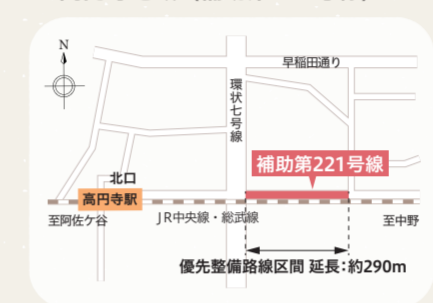 N
早稲田通り
環状七号線
補助第221号線
北口
高円寺駅
至阿佐ケ谷
JR中央線・総武線
至中野
優先整備路線区間 延長:約290m